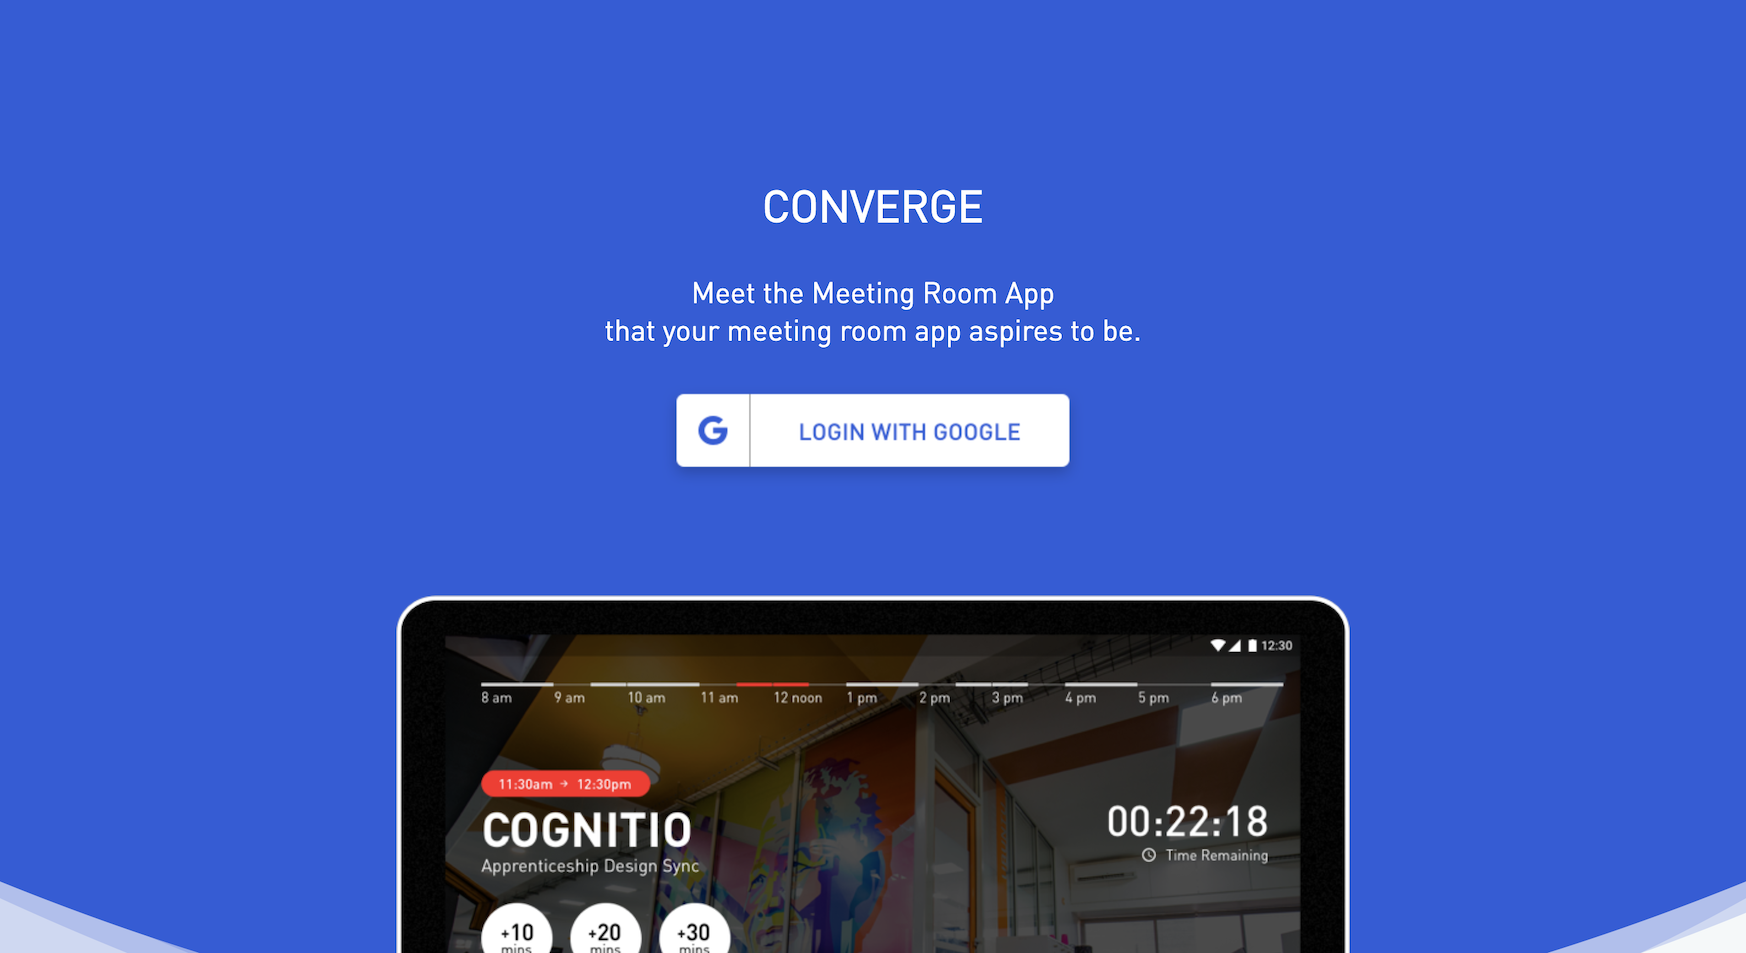 CONVERGE
Meet the Meeting Room App
that your meeting room app aspires to be.
G LOGIN WITH GOOGLE
12:30
8 am 9 am 10 am 11 am 12 noon 1 pm 2 pm 3 pm 4 pm 5 pm 6 pm
11:30am → 12:30pm
COGNITIO
Apprenticeship Design Sync
00:22:18
Time Remaining
+10 +20 +30
mins mins mins